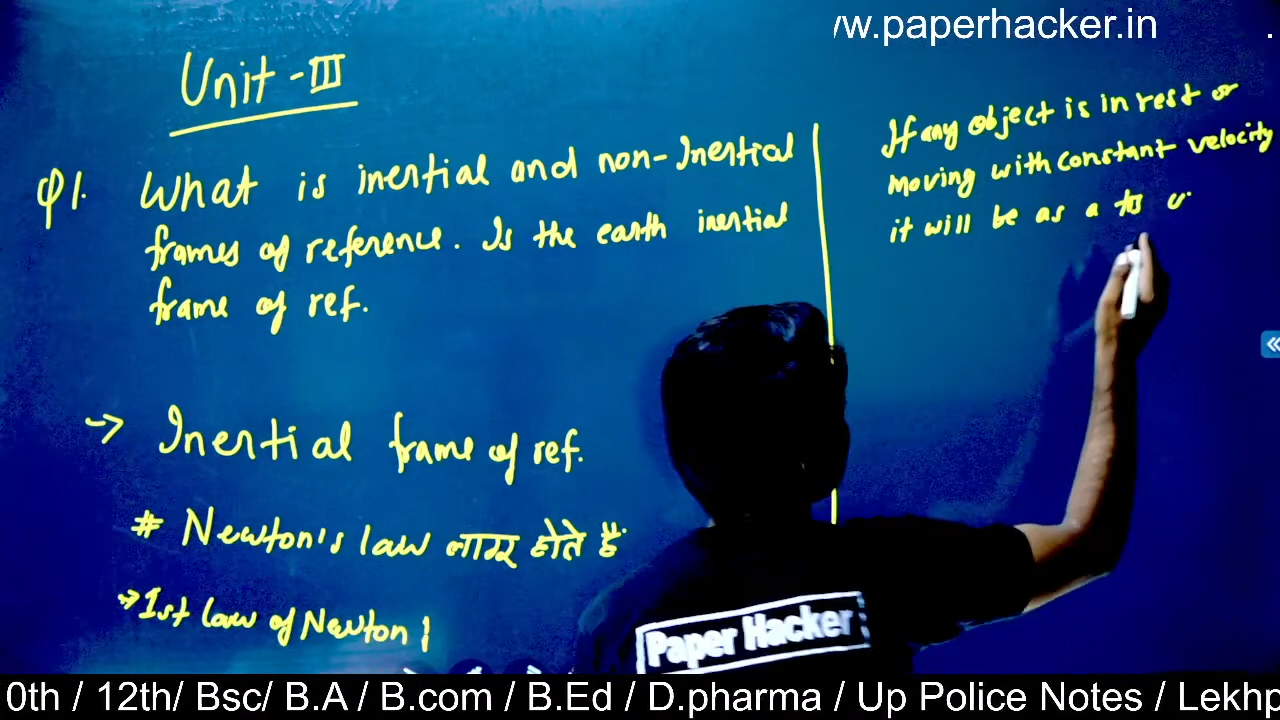 /w.paperhacker.in
Unit - III
Q1. What is inertial and non-Inertial
frames of reference. Is the earth inertial
frame of ref.
→ Inertial frame of ref.
# Newton's law लागू होते हैं
→ Ist law of Newton
If any object is in rest or
moving with constant velocity
it will be as a
Paper Hacker
0th / 12th/ Bsc/ B.A / B.com / B.Ed / D.pharma / Up Police Notes / Lekhp